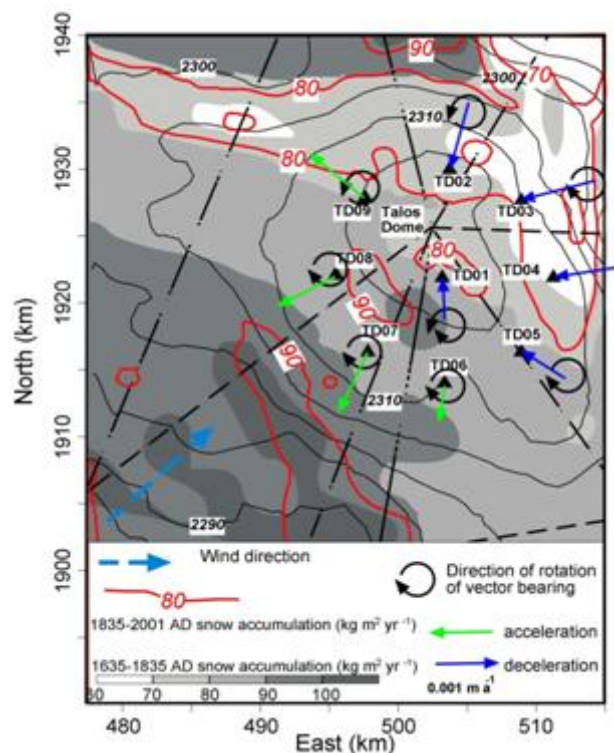 1940
1930
1920
1910
1900
North (km)
2300
90
2300
70
80
2310
80
TD02
TD09
Talos
Dome
TD03
TD08
80
TD01
TD04
90
TD07
TD05
90
TD06
2310
2290
Wind direction
80
Direction of rotation
of vector bearing
1835-2001 AD snow accumulation (kg m² yr⁻¹)
acceleration
1635-1835 AD snow accumulation (kg m² yr⁻¹)
deceleration
0.001 m a⁻¹
60 70 80 90 100
480 490 500 510
East (km)